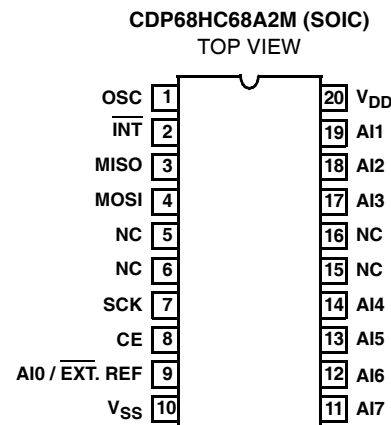 CDP68HC68A2M (SOIC)
TOP VIEW
OSC 1 20 VDD
INT 2 19 AI1
MISO 3 18 AI2
MOSI 4 17 AI3
NC 5 16 NC
NC 6 15 NC
SCK 7 14 AI4
CE 8 13 AI5
AI0 / EXT. REF 9 12 AI6
VSS 10 11 AI7